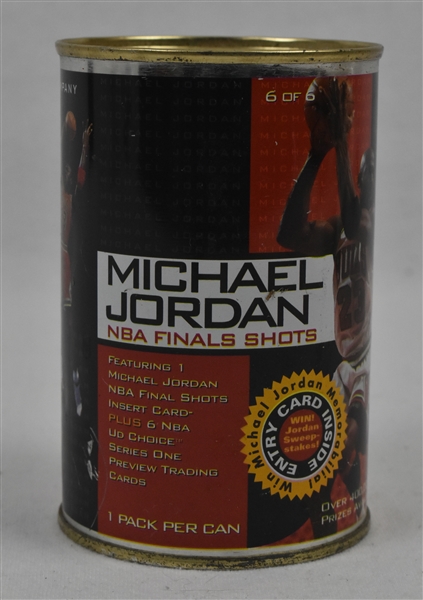 MICHAEL JORDAN
6 OF 6
MICHAEL
JORDAN
NBA FINALS SHOTS
FEATURING 1
MICHAEL JORDAN
NBA FINAL SHOTS
INSERT CARD-
PLUS 6 NBA
UD CHOICE
SERIES ONE
PREVIEW TRADING
CARDS
1 PACK PER CAN
Win Michael Jordan Memorabilia!
ENTRY CARD INSIDE
WIN!
Jordan
Sweep-
stakes!
OVER
PRIZES